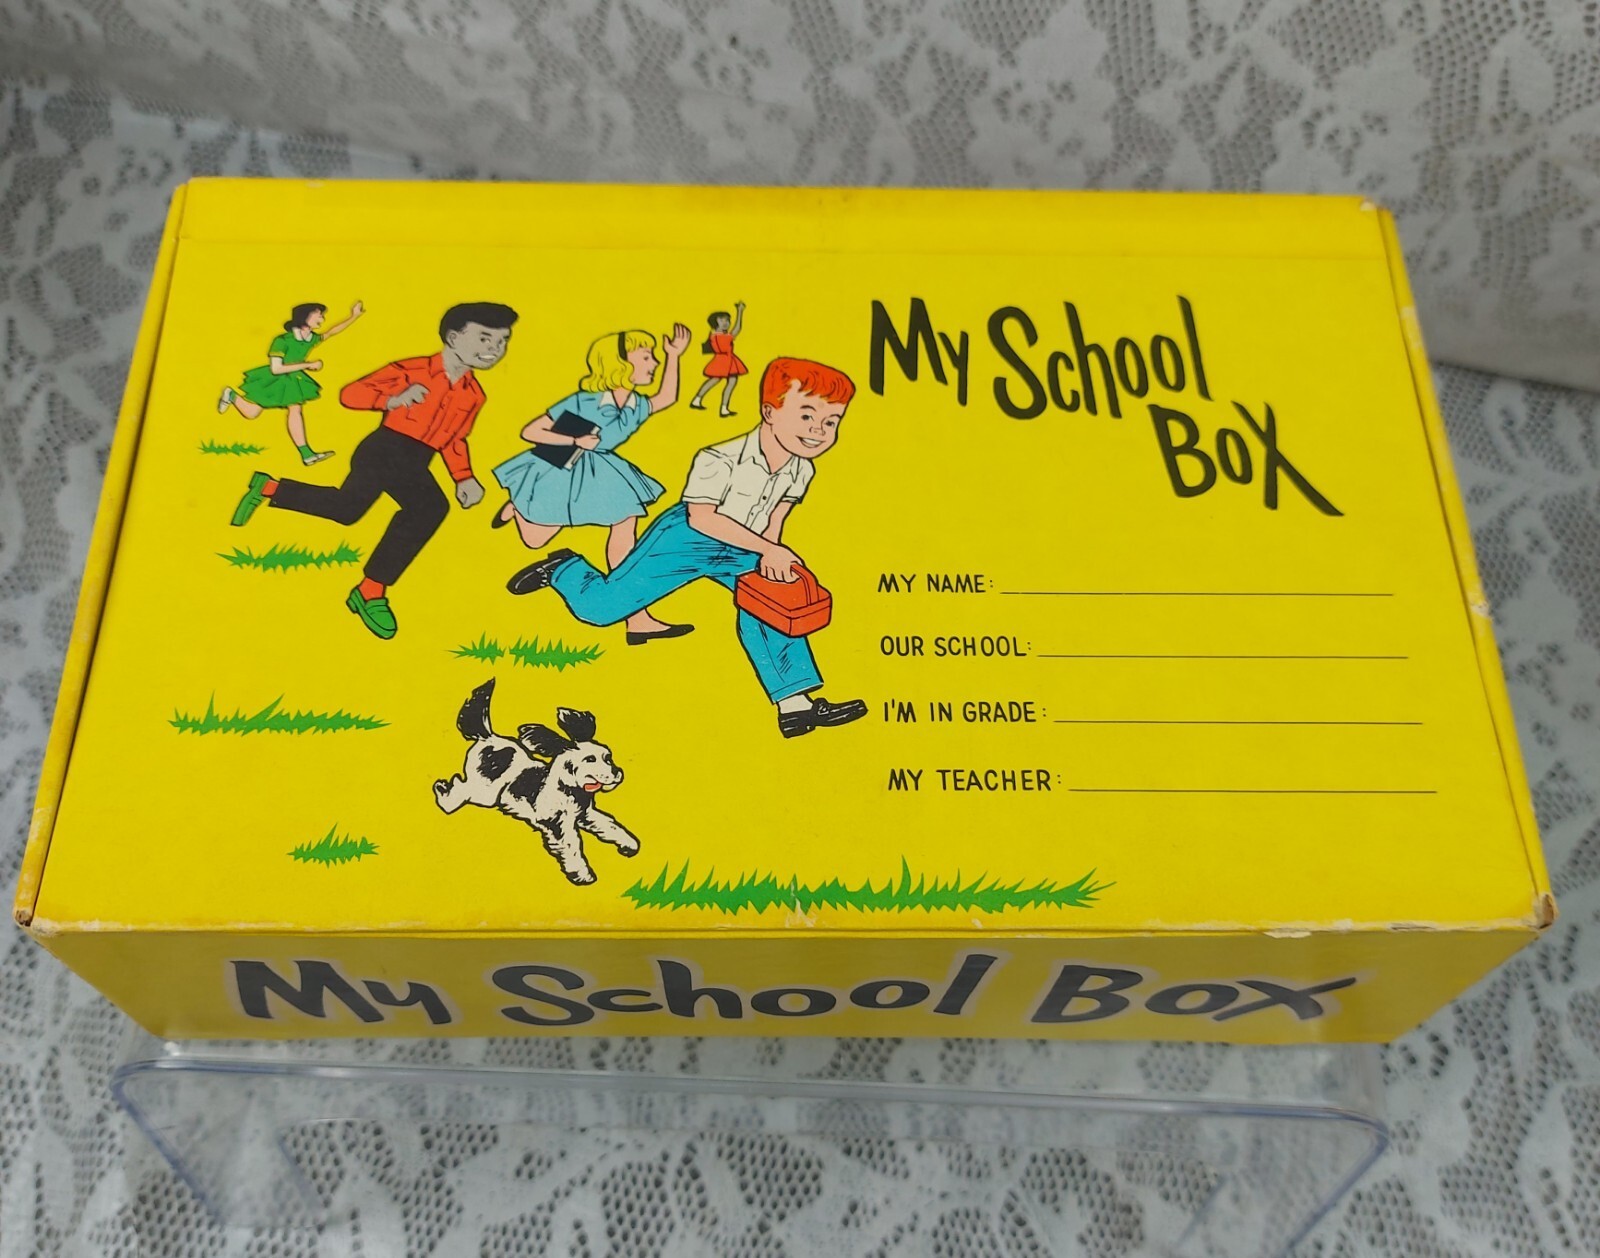 My School
Box
MY NAME:
OUR SCHOOL:
I'M IN GRADE:
MY TEACHER:
My School Box